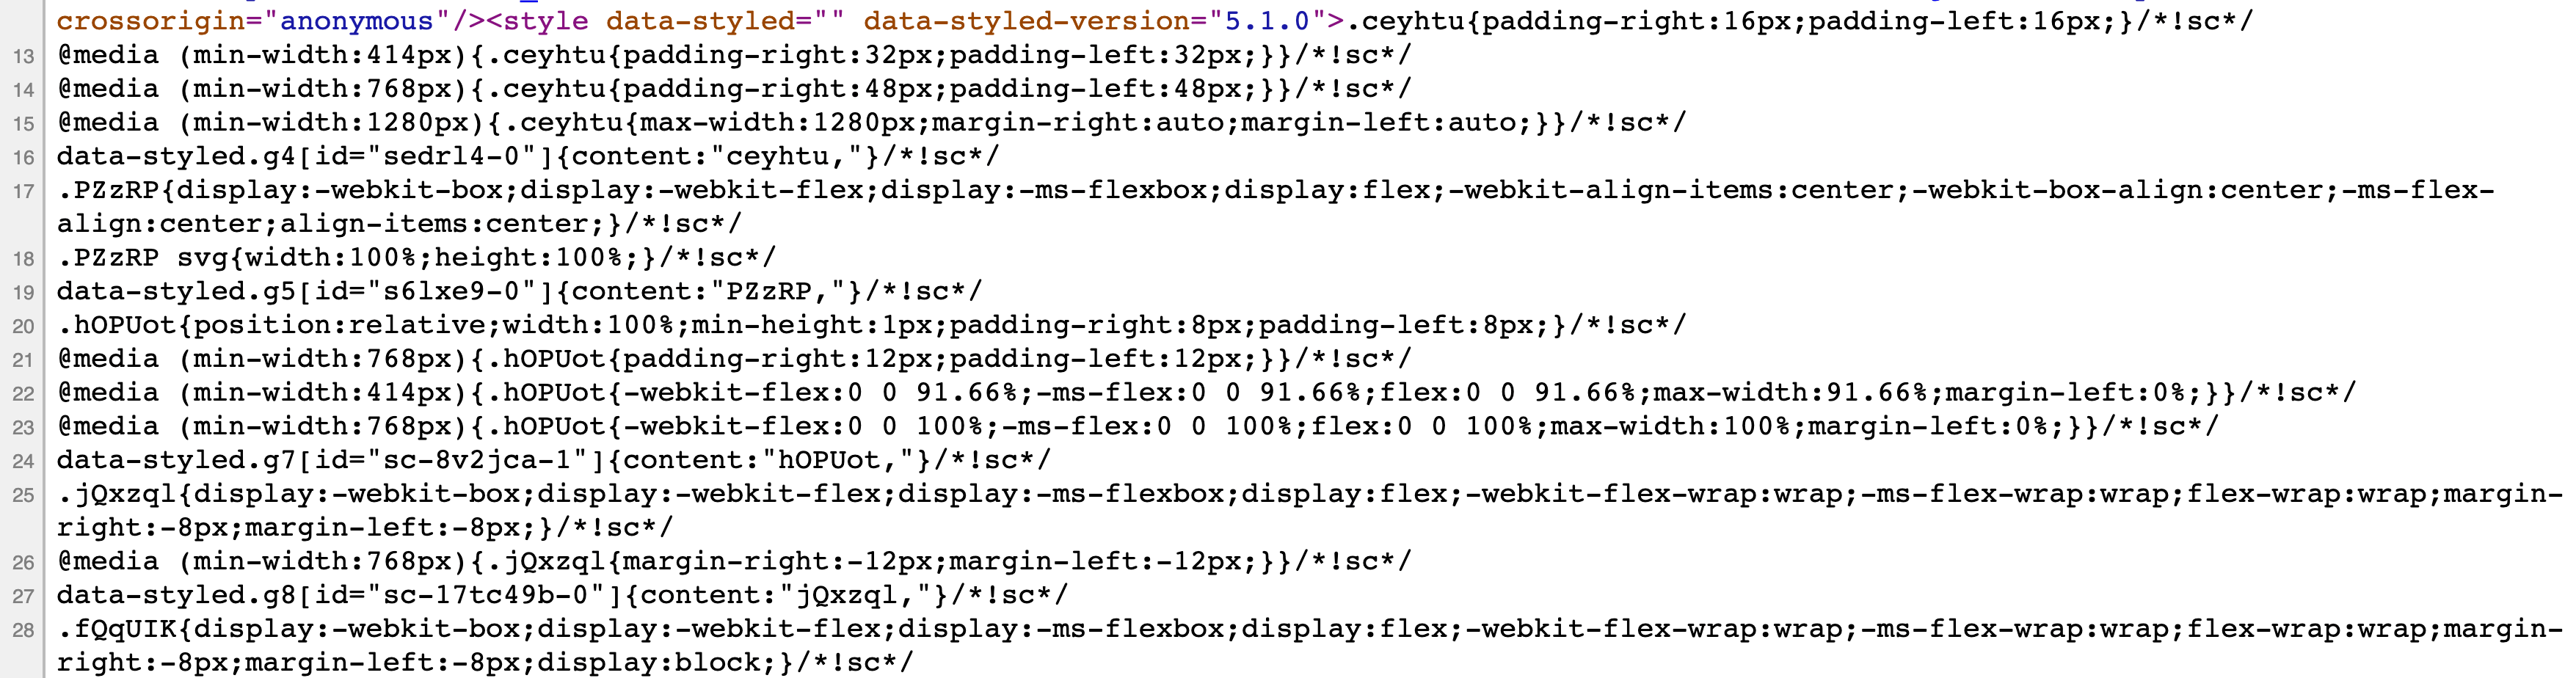 crossorigin="anonymous"/><style data-styled="" data-styled-version="5.1.0">.ceyhtu{padding-right:16px;padding-left:16px;}/*!sc*/
13 @media (min-width:414px){.ceyhtu{padding-right:32px;padding-left:32px;}}/*!sc*/
14 @media (min-width:768px){.ceyhtu{padding-right:48px;padding-left:48px;}}/*!sc*/
15 @media (min-width:1280px){.ceyhtu{max-width:1280px;margin-right:auto;margin-left:auto;}}/*!sc*/
16 data-styled.g4[id="sedrl4-0"]{content:"ceyhtu,"}/*!sc*/
17 .PZzRP{display:-webkit-box;display:-webkit-flex;display:-ms-flexbox;display:flex;-webkit-align-items:center;-webkit-box-align:center;-ms-flex-
align:center;align-items:center;}/*!sc*/
18 .PZzRP svg{width:100%;height:100%;}/*!sc*/
19 data-styled.g5[id="s6lxe9-0"]{content:"PZzRP,"}/*!sc*/
20 .hOPUot{position:relative;width:100%;min-height:1px;padding-right:8px;padding-left:8px;}/*!sc*/
21 @media (min-width:768px){.hOPUot{padding-right:12px;padding-left:12px;}}/*!sc*/
22 @media (min-width:414px){.hOPUot{-webkit-flex:0 0 91.66%;-ms-flex:0 0 91.66%;flex:0 0 91.66%;max-width:91.66%;margin-left:0%;}}/*!sc*/
23 @media (min-width:768px){.hOPUot{-webkit-flex:0 0 100%;-ms-flex:0 0 100%;flex:0 0 100%;max-width:100%;margin-left:0%;}}/*!sc*/
24 data-styled.g7[id="sc-8v2jca-1"]{content:"hOPUot,"}/*!sc*/
25 .jQxzql{display:-webkit-box;display:-webkit-flex;display:-ms-flexbox;display:flex;-webkit-flex-wrap:wrap;-ms-flex-wrap:wrap;flex-wrap:wrap;margin-
right:-8px;margin-left:-8px;}/*!sc*/
26 @media (min-width:768px){.jQxzql{margin-right:-12px;margin-left:-12px;}}/*!sc*/
27 data-styled.g8[id="sc-17tc49b-0"]{content:"jQxzql,"}/*!sc*/
28 .fQqUIK{display:-webkit-box;display:-webkit-flex;display:-ms-flexbox;display:flex;-webkit-flex-wrap:wrap;-ms-flex-wrap:wrap;flex-wrap:wrap;margin-
right:-8px;margin-left:-8px;display:block;}/*!sc*/